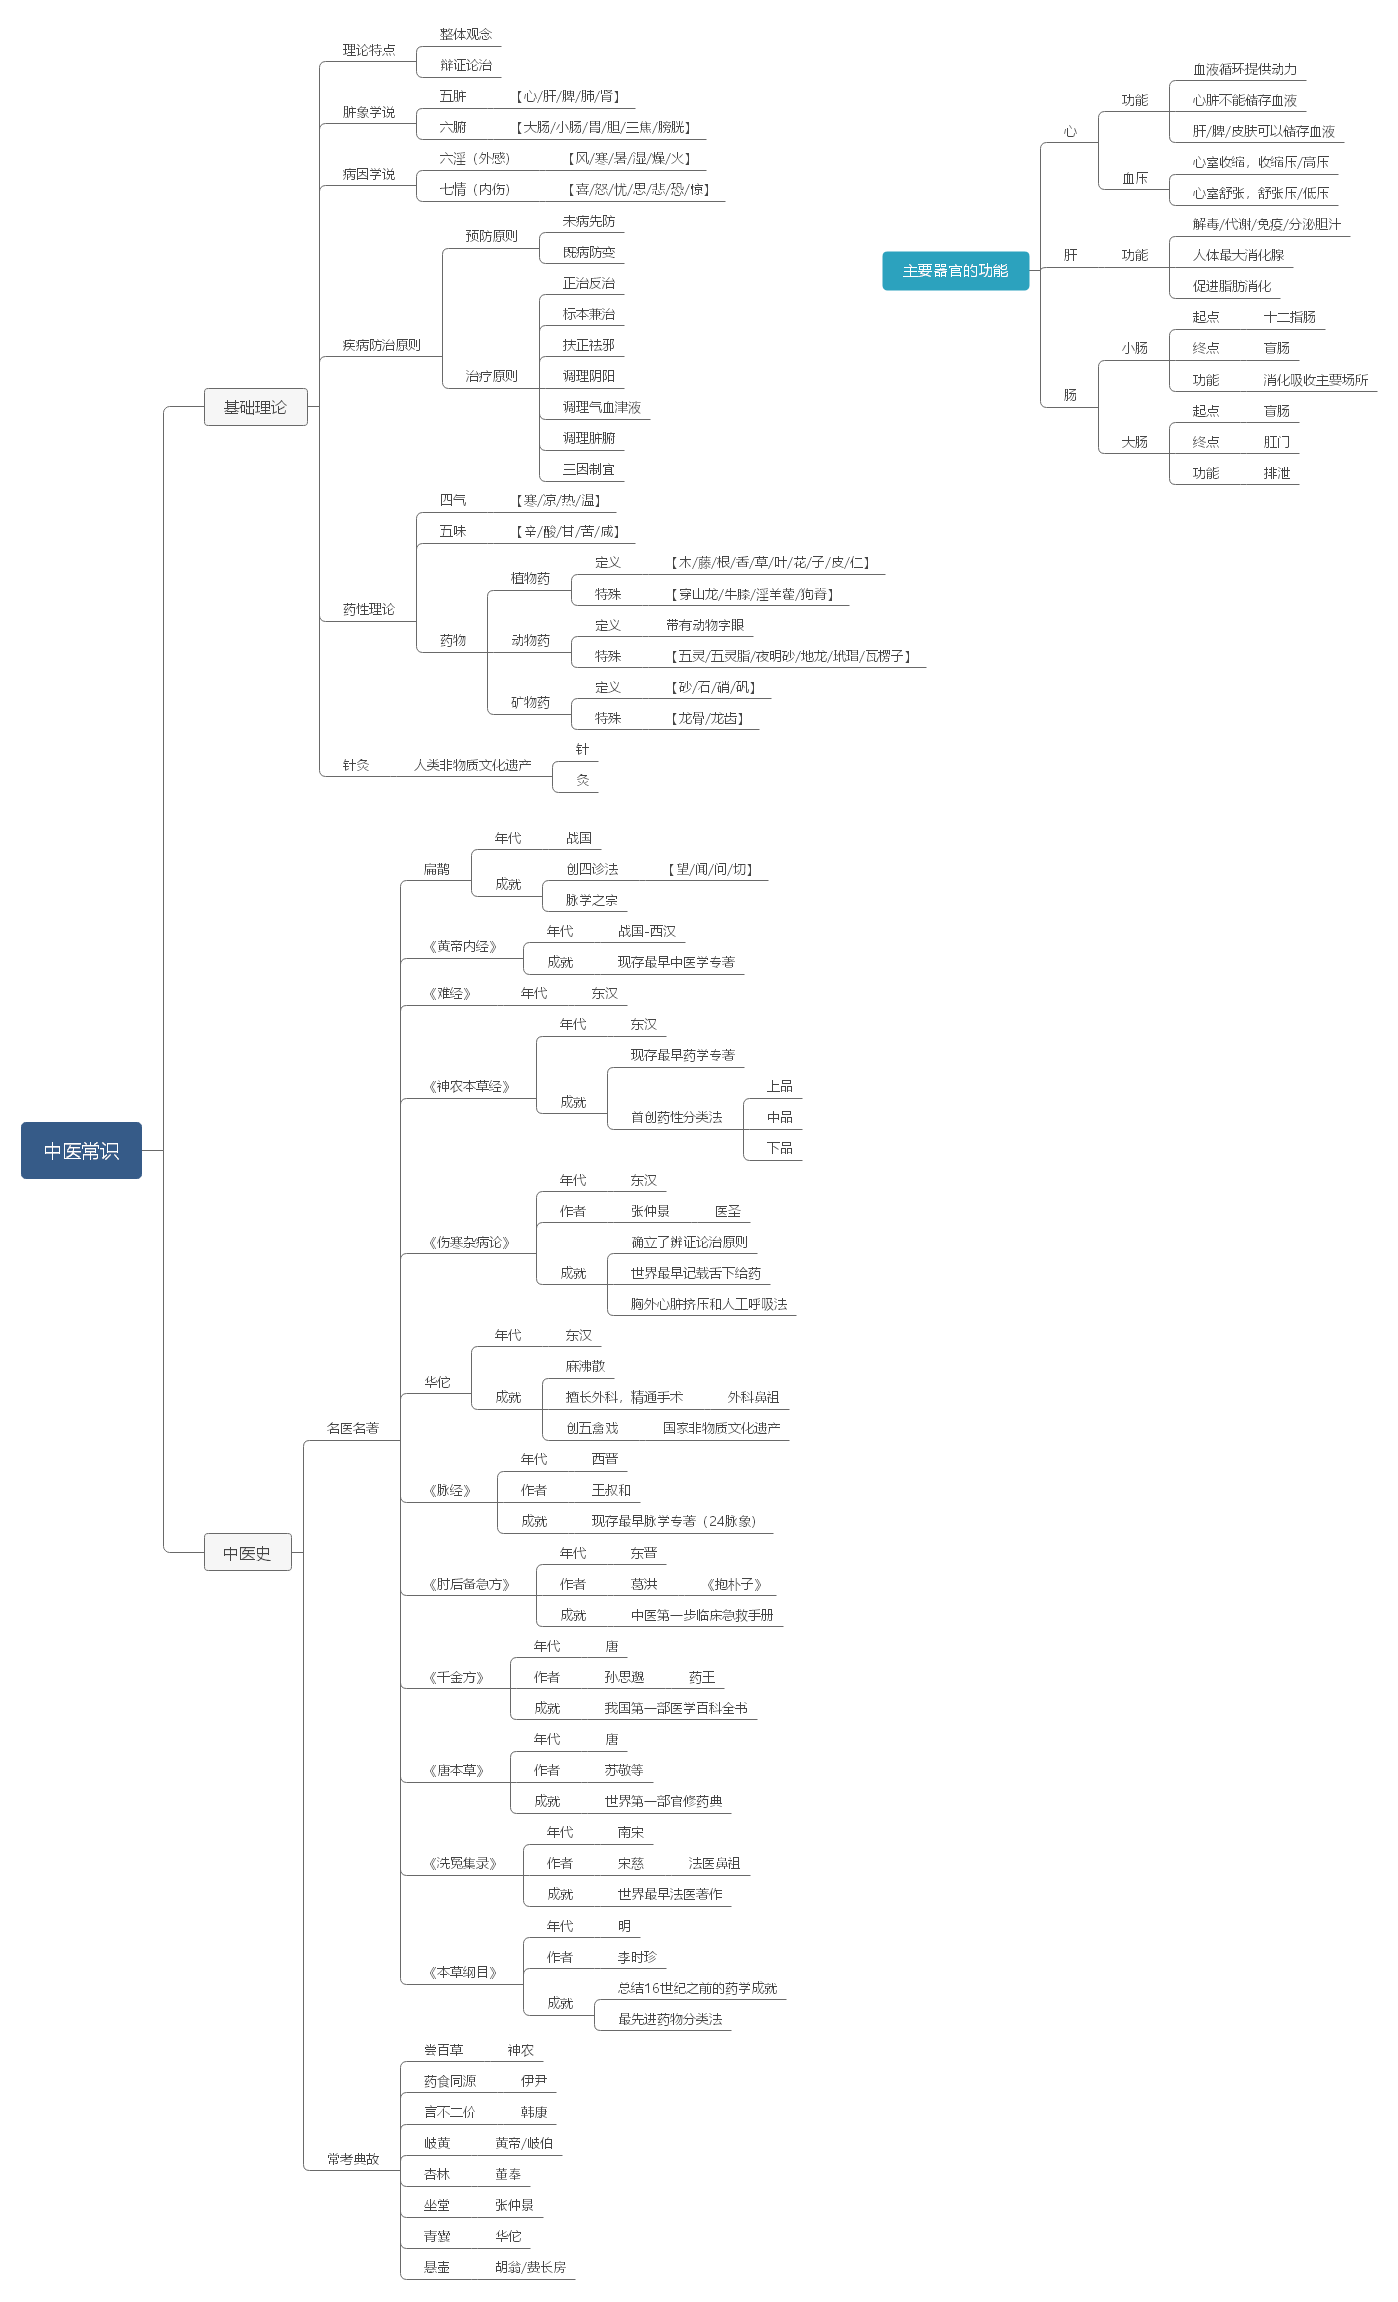 中医常识
基础理论
理论特点
整体观念
辩证论治
脏象学说
五脏
【心/肝/脾/肺/肾】
六腑
【大肠/小肠/胃/胆/三焦/膀胱】
病因学说
六淫（外感）
【风/寒/暑/湿/燥/火】
七情（内伤）
【喜/怒/忧/思/悲/恐/惊】
疾病防治原则
预防原则
未病先防
既病防变
治疗原则
正治反治
标本兼治
扶正祛邪
调理阴阳
调理气血津液
调理脏腑
三因制宜
药性理论
四气
【寒/凉/热/温】
五味
【辛/酸/甘/苦/咸】
药物
植物药
定义
【木/藤/根/香/草/叶/花/子/皮/仁】
特殊
【穿山龙/牛膝/淫羊藿/狗脊】
动物药
定义
带有动物字眼
特殊
【五灵/五灵脂/夜明砂/地龙/玳瑁/瓦楞子】
矿物药
定义
【砂/石/硝/矾】
特殊
【龙骨/龙齿】
针灸
人类非物质文化遗产
针
灸
中医史
名医名著
扁鹊
年代
战国
成就
创四诊法
【望/闻/问/切】
脉学之宗
《黄帝内经》
年代
战国-西汉
成就
现存最早中医学专著
《难经》
年代
东汉
《神农本草经》
年代
东汉
成就
现存最早药学专著
首创药性分类法
上品
中品
下品
《伤寒杂病论》
年代
东汉
作者
张仲景
医圣
成就
确立了辨证论治原则
世界最早记载舌下给药
胸外心脏挤压和人工呼吸法
华佗
年代
东汉
成就
麻沸散
擅长外科，精通手术
外科鼻祖
创五禽戏
国家非物质文化遗产
《脉经》
年代
西晋
作者
王叔和
成就
现存最早脉学专著（24脉象）
《肘后备急方》
年代
东晋
作者
葛洪
《抱朴子》
成就
中医第一步临床急救手册
《千金方》
年代
唐
作者
孙思邈
药王
成就
我国第一部医学百科全书
《唐本草》
年代
唐
作者
苏敬等
成就
世界第一部官修药典
《洗冤集录》
年代
南宋
作者
宋慈
法医鼻祖
成就
世界最早法医著作
《本草纲目》
年代
明
作者
李时珍
成就
总结16世纪之前的药学成就
最先进药物分类法
常考典故
尝百草
神农
药食同源
伊尹
言不二价
韩康
岐黄
黄帝/岐伯
杏林
董奉
坐堂
张仲景
青囊
华佗
悬壶
胡翁/费长房
主要器官的功能
心
功能
血液循环提供动力
心脏不能储存血液
肝/脾/皮肤可以储存血液
血压
心室收缩，收缩压/高压
心室舒张，舒张压/低压
肝
功能
解毒/代谢/免疫/分泌胆汁
人体最大消化腺
促进脂肪消化
肠
小肠
起点
十二指肠
终点
盲肠
功能
消化吸收主要场所
大肠
起点
盲肠
终点
肛门
功能
排泄